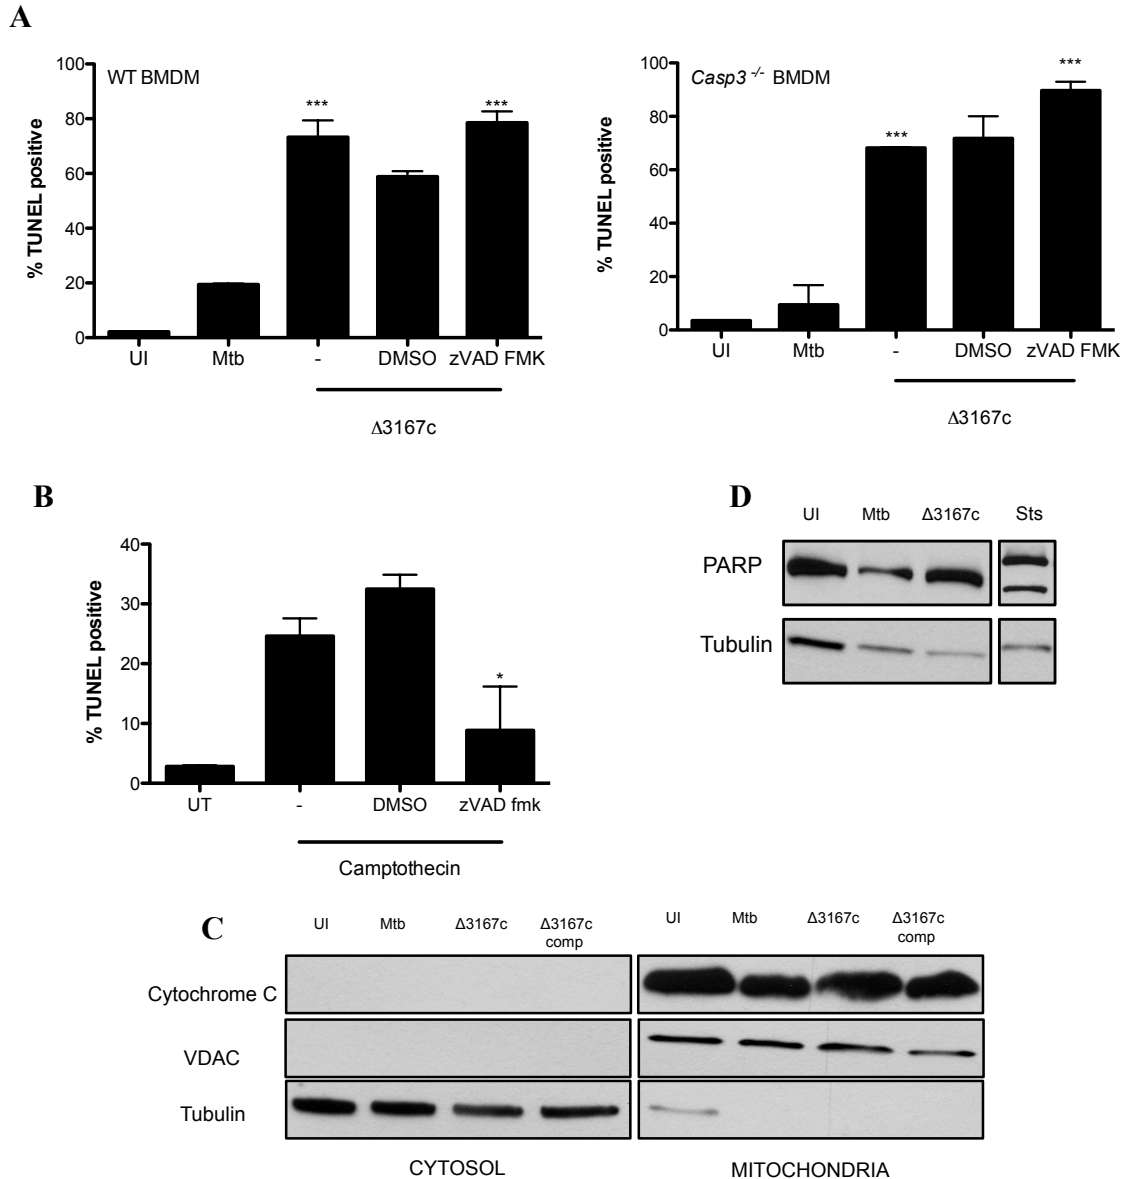 A
WT BMDM
***
***
% TUNEL positive
100
80
60
40
20
0
UI Mtb - DMSO zVAD FMK
Δ3167c
Casp3 -/- BMDM
***
***
% TUNEL positive
100
80
60
40
20
0
UI Mtb - DMSO zVAD FMK
Δ3167c
B
% TUNEL positive
40
30
20
10
0
*
UT - DMSO zVAD fmk
Camptothecin
D
UI Mtb Δ3167c Sts
PARP
Tubulin
C
UI Mtb Δ3167c Δ3167c comp
UI Mtb Δ3167c Δ3167c comp
Cytochrome C
VDAC
Tubulin
CYTOSOL MITOCHONDRIA